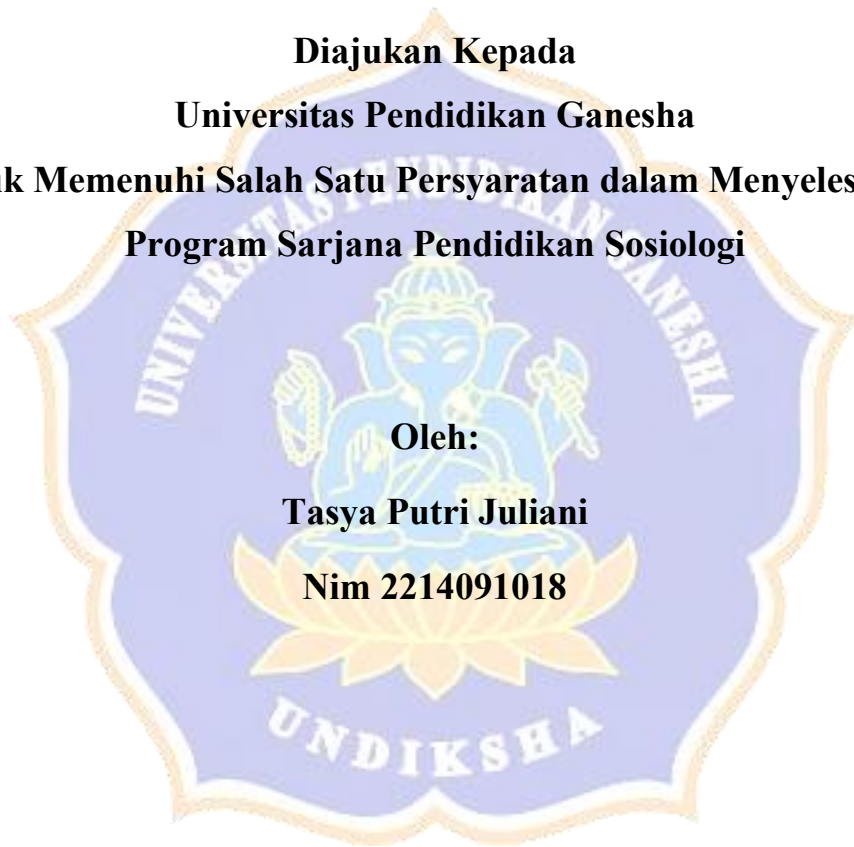 Diajukan Kepada
Universitas Pendidikan Ganesha
Memenuhi Salah Satu Persyaratan dalam
Program Sarjana Pendidikan Sosiologi
UNIVERSITAS PENDIDIKAN GANESHA
Oleh:
Tasya Putri Juliani
Nim 2214091018
UNDIKSHA